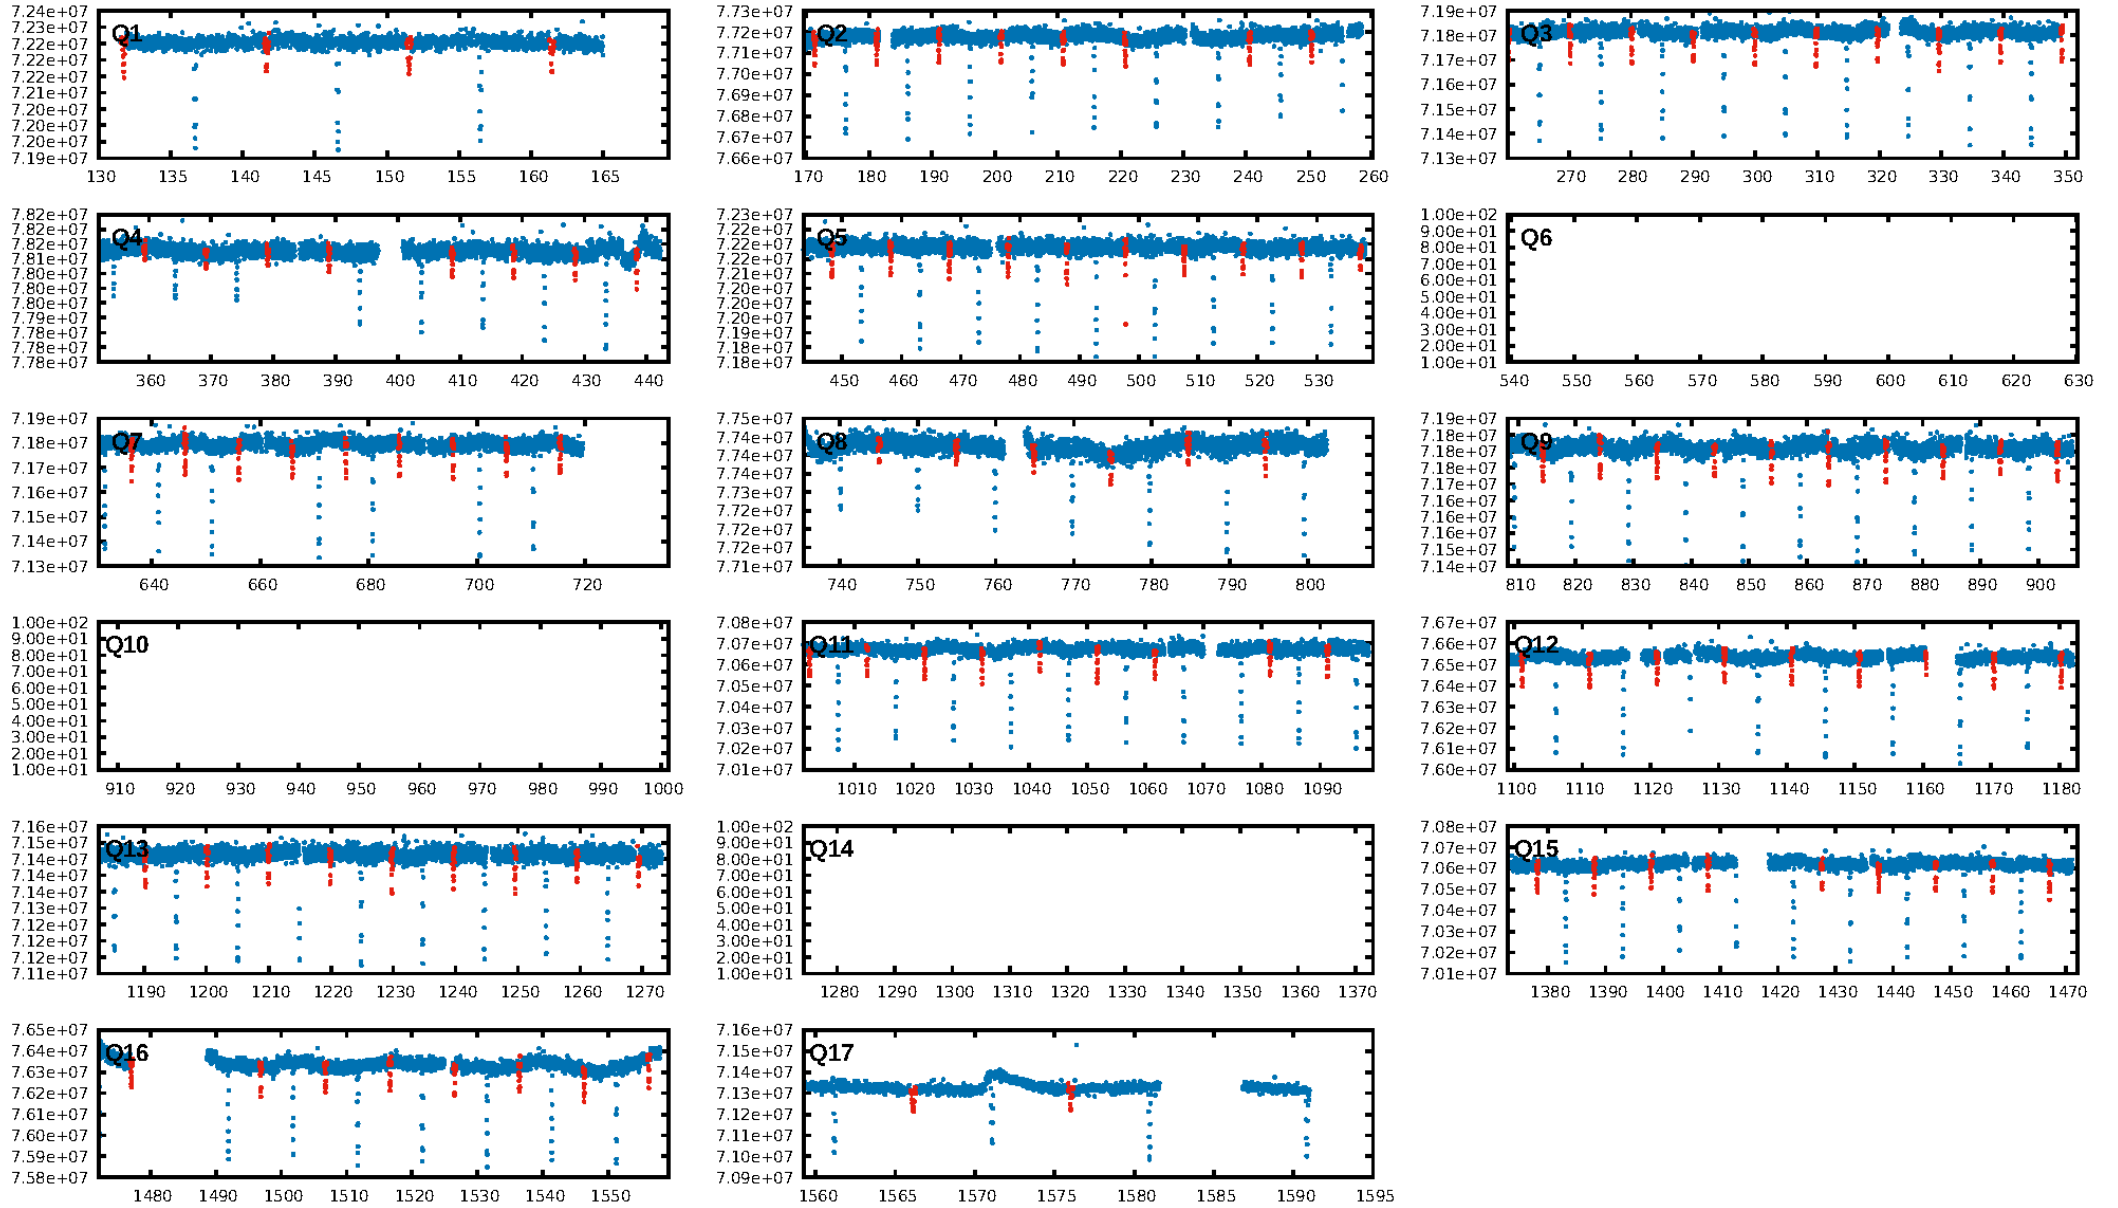 7.24e+07 7.23e+07 7.23e+07 7.22e+07 7.22e+07 7.21e+07 7.20e+07 7.20e+07 7.20e+07 7.19e+07
Q1
130 135 140 145 150 155 160 165
7.73e+07 7.72e+07 7.71e+07 7.70e+07 7.69e+07 7.68e+07 7.67e+07 7.66e+07
Q2
170 180 190 200 210 220 230 240 250 260
7.19e+07 7.18e+07 7.17e+07 7.16e+07 7.15e+07 7.14e+07 7.13e+07
Q3
270 280 290 300 310 320 330 340 350
7.82e+07 7.82e+07 7.81e+07 7.81e+07 7.80e+07 7.80e+07 7.79e+07 7.78e+07 7.78e+07 7.78e+07
Q4
360 370 380 390 400 410 420 430 440
7.23e+07 7.22e+07 7.22e+07 7.21e+07 7.20e+07 7.20e+07 7.19e+07 7.19e+07 7.18e+07
Q5
450 460 470 480 490 500 510 520 530
1.00e+02 9.00e+01 8.00e+01 7.00e+01 6.00e+01 5.00e+01 4.00e+01 3.00e+01 2.00e+01 1.00e+01
Q6
540 550 560 570 580 590 600 610 620 630
7.19e+07 7.18e+07 7.17e+07 7.16e+07 7.15e+07 7.14e+07 7.13e+07
Q7
640 660 680 700 720
7.75e+07 7.74e+07 7.74e+07 7.73e+07 7.73e+07 7.72e+07 7.72e+07 7.71e+07
Q8
740 750 760 770 780 790 800
7.19e+07 7.18e+07 7.18e+07 7.17e+07 7.16e+07 7.16e+07 7.15e+07 7.15e+07 7.14e+07
Q9
810 820 830 840 850 860 870 880 890 900
1.00e+02 9.00e+01 8.00e+01 7.00e+01 6.00e+01 5.00e+01 4.00e+01 3.00e+01 2.00e+01 1.00e+01
Q10
910 920 930 940 950 960 970 980 990 1000
7.08e+07 7.07e+07 7.06e+07 7.05e+07 7.04e+07 7.03e+07 7.02e+07 7.01e+07
Q11
1010 1020 1030 1040 1050 1060 1070 1080 1090
7.67e+07 7.66e+07 7.65e+07 7.64e+07 7.63e+07 7.62e+07 7.61e+07 7.60e+07
Q12
1100 1110 1120 1130 1140 1150 1160 1170 1180
7.16e+07 7.15e+07 7.14e+07 7.14e+07 7.13e+07 7.13e+07 7.12e+07 7.12e+07 7.11e+07
Q13
1190 1200 1210 1220 1230 1240 1250 1260 1270
1.00e+02 9.00e+01 8.00e+01 7.00e+01 6.00e+01 5.00e+01 4.00e+01 3.00e+01 2.00e+01 1.00e+01
Q14
1280 1290 1300 1310 1320 1330 1340 1350 1360 1370
7.08e+07 7.07e+07 7.06e+07 7.05e+07 7.04e+07 7.03e+07 7.02e+07 7.01e+07
Q15
1380 1390 1400 1410 1420 1430 1440 1450 1460 1470
7.65e+07 7.64e+07 7.63e+07 7.62e+07 7.61e+07 7.60e+07 7.59e+07 7.58e+07
Q16
1480 1490 1500 1510 1520 1530 1540 1550
7.16e+07 7.15e+07 7.14e+07 7.13e+07 7.12e+07 7.11e+07 7.10e+07 7.09e+07
Q17
1560 1565 1570 1575 1580 1585 1590 1595